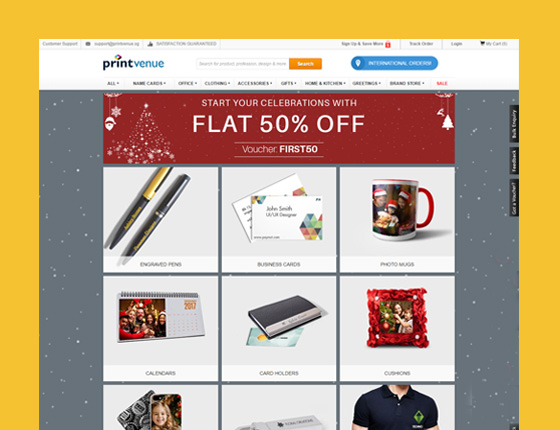 Customer Support support@printvenue.sg SATISFACTION GUARANTEED Sign Up & Save More Track Order Login My Cart (0)
printvenue Search for product, profession, design & more Search INTERNATIONAL ORDERS!
ALL NAME CARDS OFFICE CLOTHING ACCESSORIES GIFTS HOME & KITCHEN GREETINGS BRAND STORE SALE
START YOUR CELEBRATIONS WITH
FLAT 50% OFF
Voucher: FIRST50
Bulk Enquiry
Feedback
Got a Voucher?
John Smith
UI/UX Designer
ENGRAVED PENS BUSINESS CARDS PHOTO MUGS
2017
CALENDARS CARD HOLDERS CUSHIONS